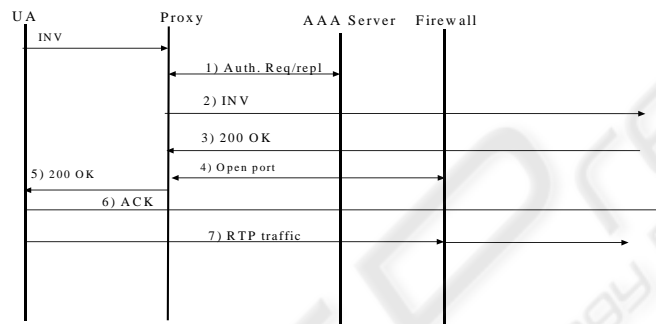 UA Proxy AAA Server Firewall
INV
1) Auth. Req/repl
2) INV
3) 200 OK
4) Open port
5) 200 OK
6) ACK
7) RTP traffic